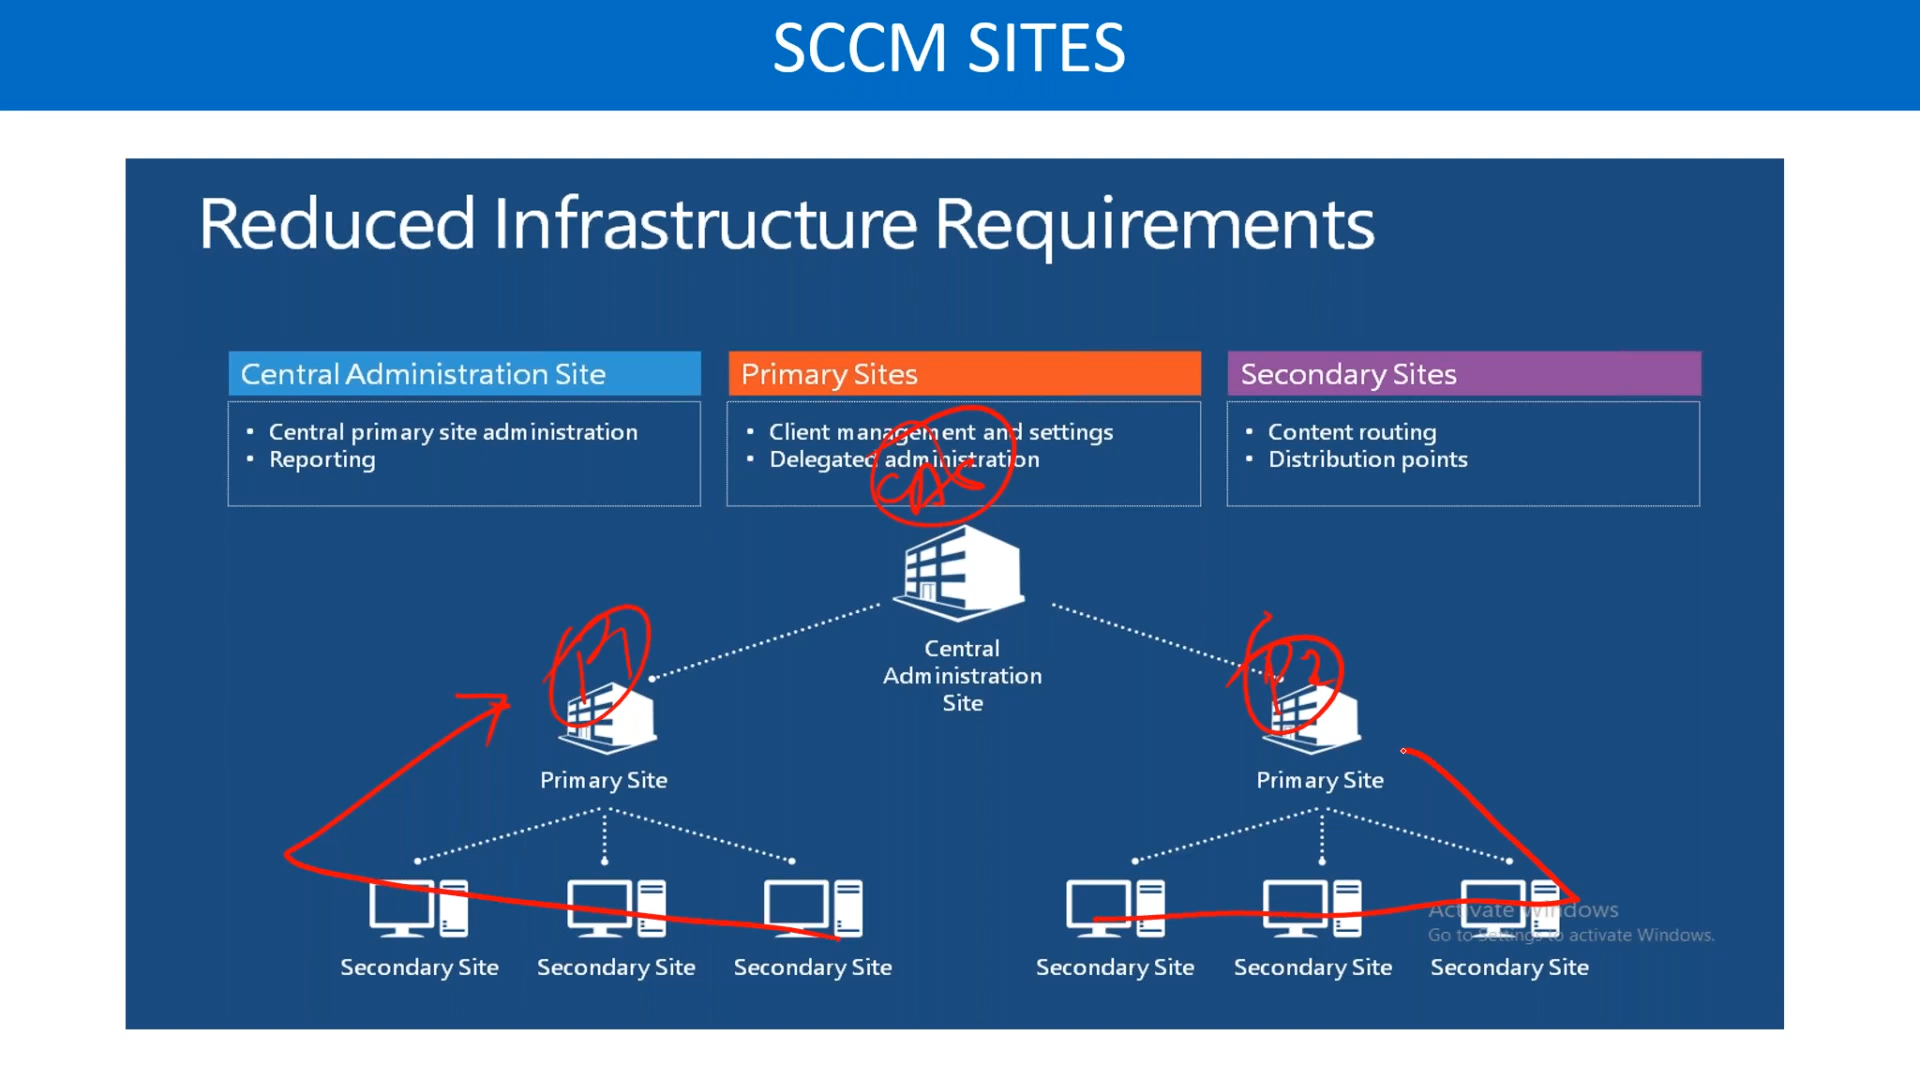 SCCM SITES
Reduced Infrastructure Requirements
Central Administration Site
• Central primary site administration
• Reporting
Primary Sites
• Client management and settings
• Delegated administration
Secondary Sites
• Content routing
• Distribution points
CAS
Central
Administration
Site
P1
P2
Primary Site
Primary Site
Activate Windows
Go to Settings to activate Windows.
Secondary Site
Secondary Site
Secondary Site
Secondary Site
Secondary Site
Secondary Site